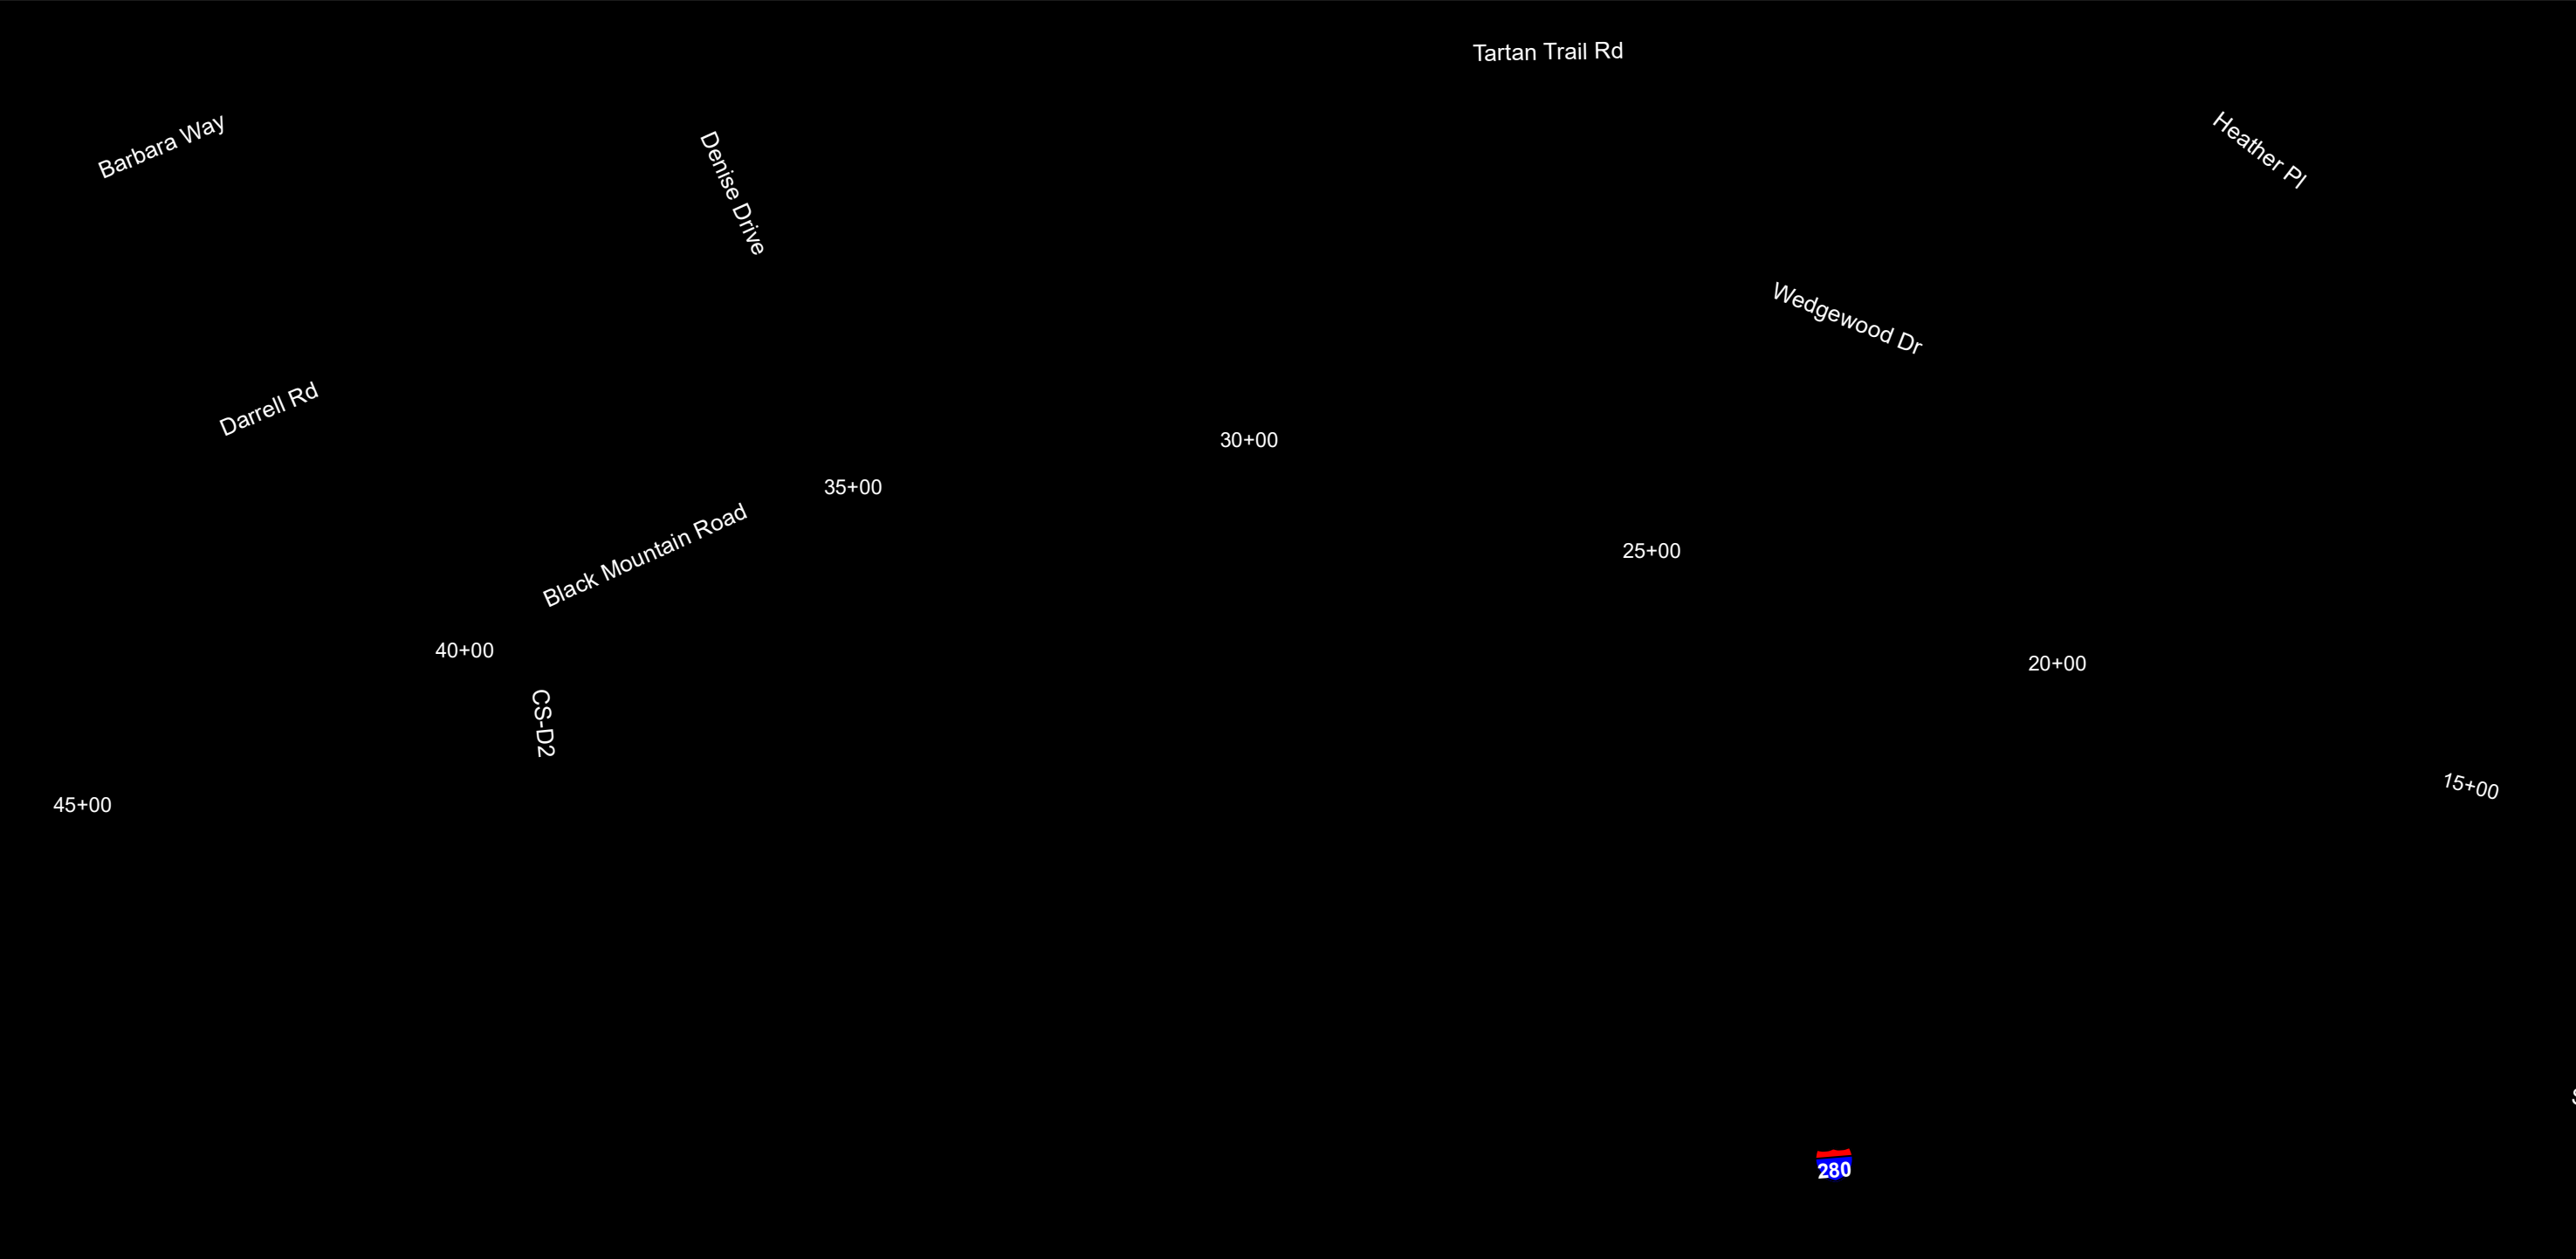 Tartan Trail Rd
Barbara Way
Denise Drive
Heather Pl
Wedgewood Dr
Darrell Rd
30+00
35+00
Black Mountain Road
25+00
40+00
20+00
CS-D2
15+00
45+00
280